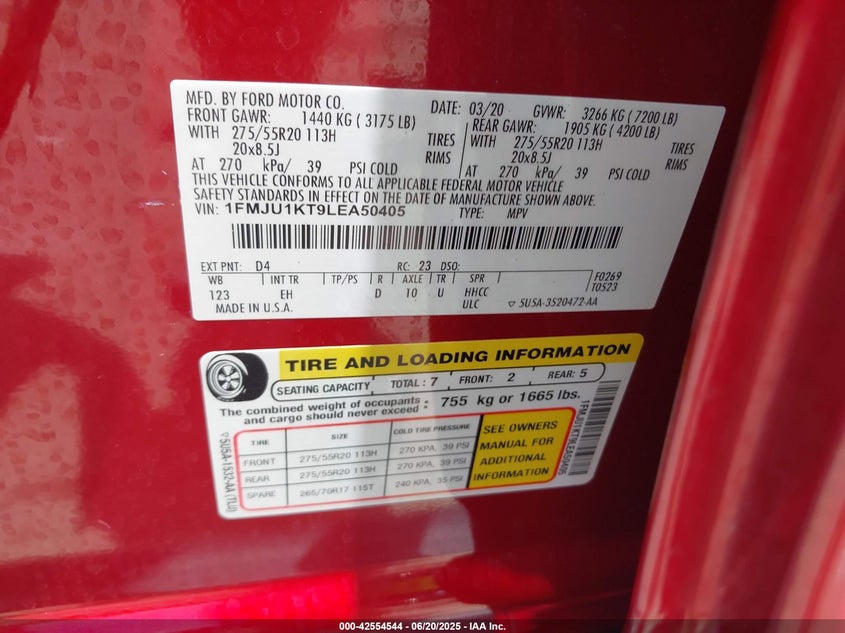 MFD. BY FORD MOTOR CO. DATE: 03/20 GVWR: 3266 KG ( 7200 LB)
FRONT GAWR: 1440 KG ( 3175 LB) REAR GAWR: 1905 KG ( 4200 LB)
WITH 275/55R20 113H TIRES WITH 275/55R20 113H TIRES
20x8.5J RIMS 20x8.5J RIMS
AT 270 kPa/ 39 PSI COLD AT 270 kPa/ 39 PSI COLD
THIS VEHICLE CONFORMS TO ALL APPLICABLE FEDERAL MOTOR VEHICLE
SAFETY STANDARDS IN EFFECT ON THE DATE OF MANUFACTURE SHOWN ABOVE.
VIN: 1FMJU1KT9LEA50405 TYPE: MPV
EXT PNT: D4 RC: 23 DSO:
WB INT TR TP/PS R AXLE TR SPR F0269
123 EH D 10 U HHCC T0523
MADE IN U.S.A. ULC ▽ 5U5A-3520472-AA
TIRE AND LOADING INFORMATION
SEATING CAPACITY TOTAL : 7 FRONT: 2 REAR: 5
The combined weight of occupants and cargo should never exceed : 755 kg or 1665 lbs.
TIRE SIZE COLD TIRE PRESSURE
FRONT 275/55R20 113H 270 KPA, 39 PSI
REAR 275/55R20 113H 270 KPA, 39 PSI
SPARE 265/70R17 115T 240 KPA, 35 PSI
SEE OWNERS
MANUAL FOR
ADDITIONAL
INFORMATION
▽5U5A-1532-AA (TLU)
1FMJU1KT9LEA50405
000-42554544 | 06/20/2025 - IAA Inc.